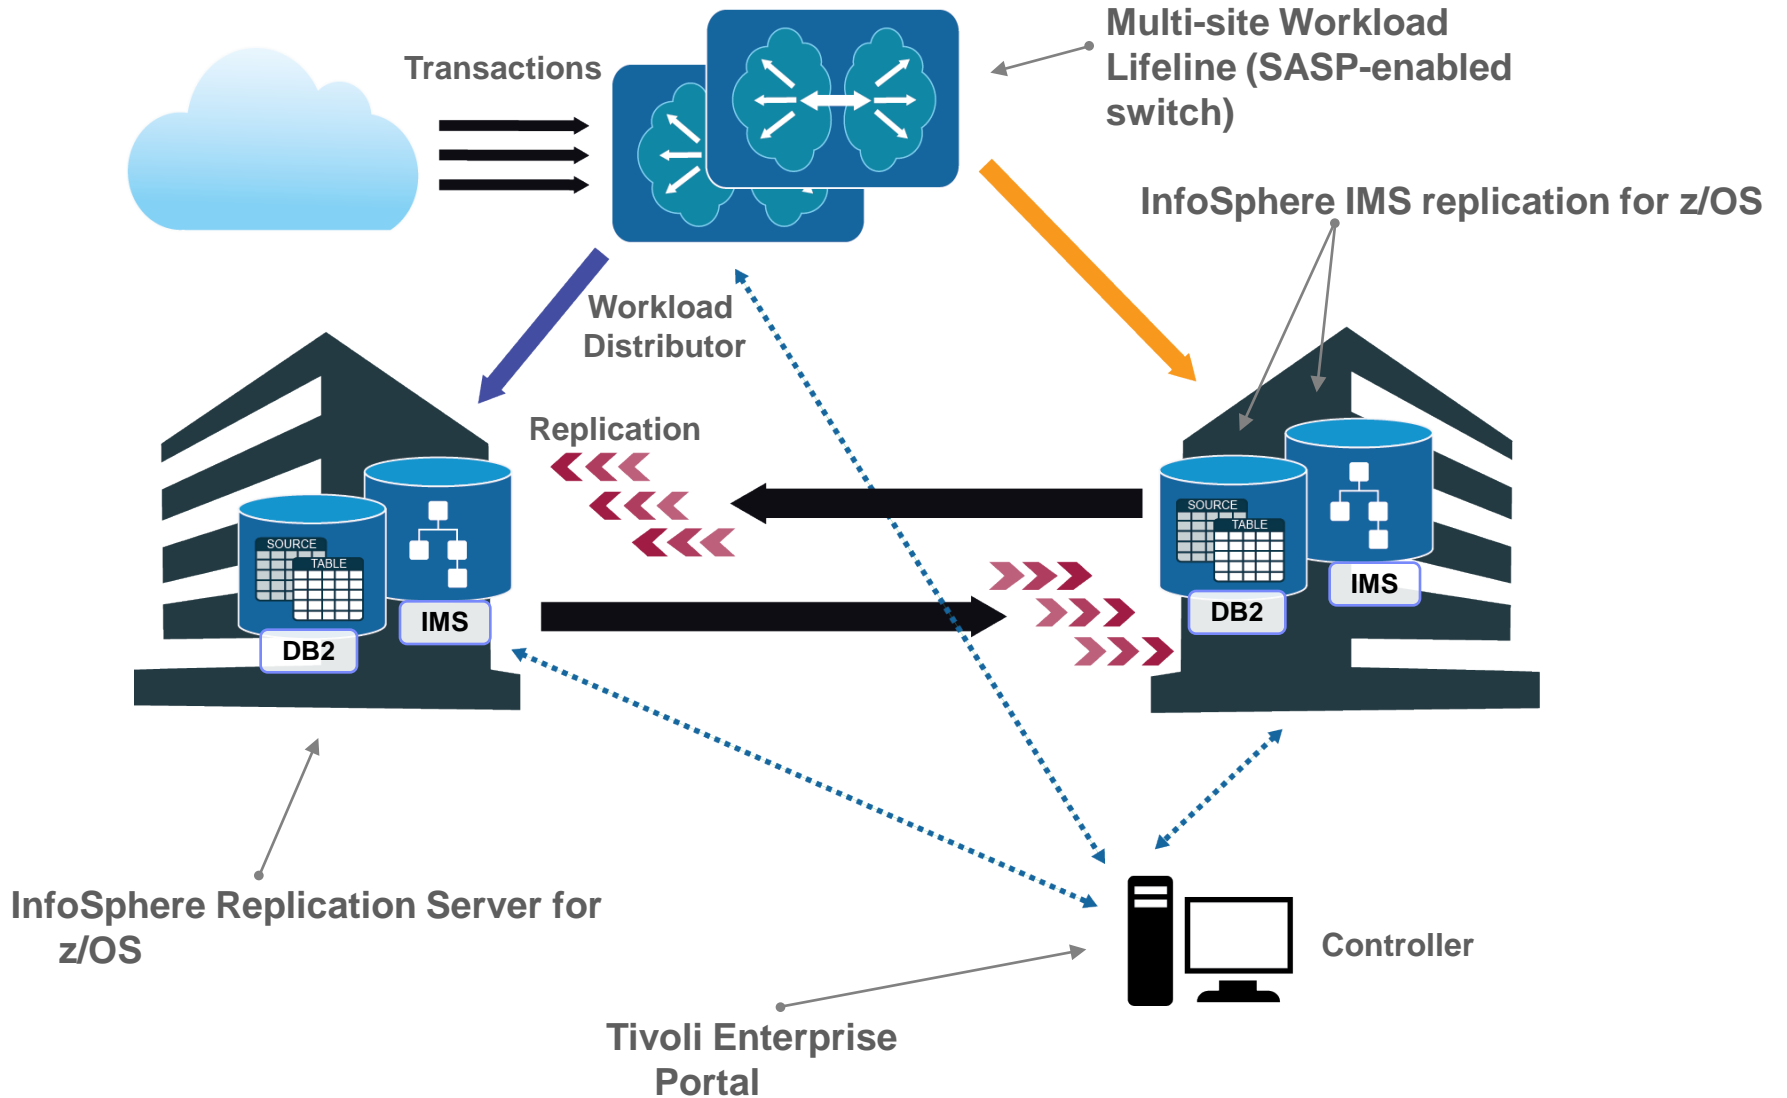 Multi-site Workload
Lifeline (SASP-enabled
switch)
Transactions
InfoSphere IMS replication for z/OS
Workload
Distributor
Replication
SOURCE
TABLE
IMS
DB2
SOURCE
TABLE
IMS
DB2
InfoSphere Replication Server for
z/OS
Controller
Tivoli Enterprise
Portal